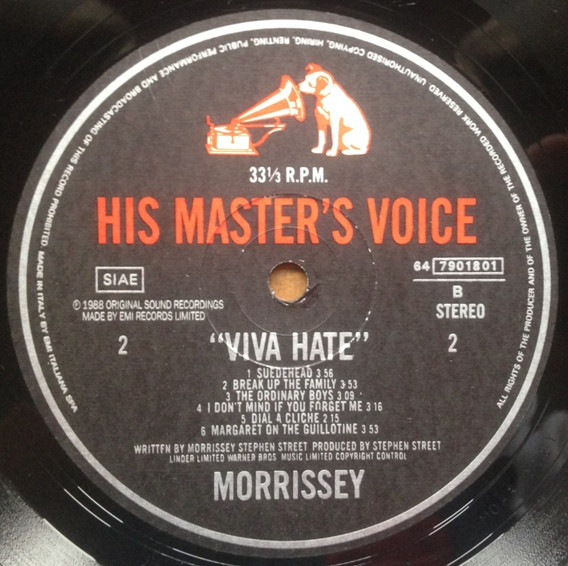 ALL RIGHTS OF THE PRODUCER AND OF THE OWNER OF THE RECORDED WORK RESERVED. UNAUTHORISED COPYING, HIRING, RENTING, PUBLIC PERFORMANCE AND BROADCASTING OF THIS RECORD PROHIBITED. MADE IN ITALY BY EMI ITALIANA SPA
33⅓ R.P.M.
HIS MASTER'S VOICE
SIAE
64 7901801
B
STEREO
℗ 1988 ORIGINAL SOUND RECORDINGS
MADE BY EMI RECORDS LIMITED
2
2
"VIVA HATE"
1 SUEDEHEAD 3 56
2 BREAK UP THE FAMILY 3·53
3 THE ORDINARY BOYS 3 09
4 I DON'T MIND IF YOU FORGET ME 3 16
5 DIAL A CLICHE 2 15
6 MARGARET ON THE GUILLOTINE 3 53
WRITTEN BY MORRISSEY STEPHEN STREET PRODUCED BY STEPHEN STREET
LINDER LIMITED WARNER BROS. MUSIC LIMITED COPYRIGHT CONTROL
MORRISSEY